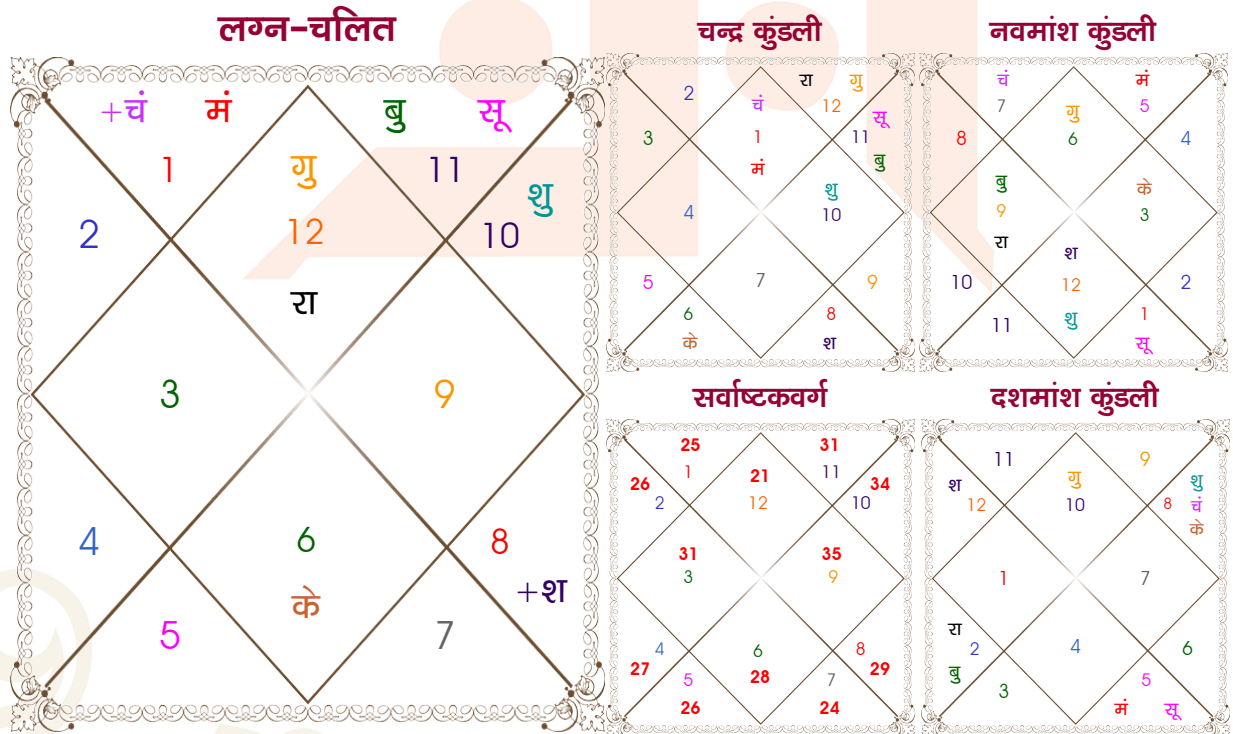 लग्न-चलित
+चं मं बु सू
1 गु 11 शु
2 12 10
रा
3 9
4 6 8
के +श
5 7
चन्द्र कुंडली
रा गु
2 चं 12 सू
3 1 11
मं बु
शु
4 10
5 7 9
6 8
के श
नवमांश कुंडली
चं मं
7 गु 5
8 6 4
बु के
9 3
रा श
10 12 2
11 शु 1
सू
सर्वाष्टकवर्ग
25 31
1 21 11
26 34
2 12 10
31 35
3 9
4 6 8
27 5 28 7 29
26 24
दशमांश कुंडली
11 9
श गु शु
12 10 8 चं
के
1 7
रा
2 4 6
बु 3 5
मं सू